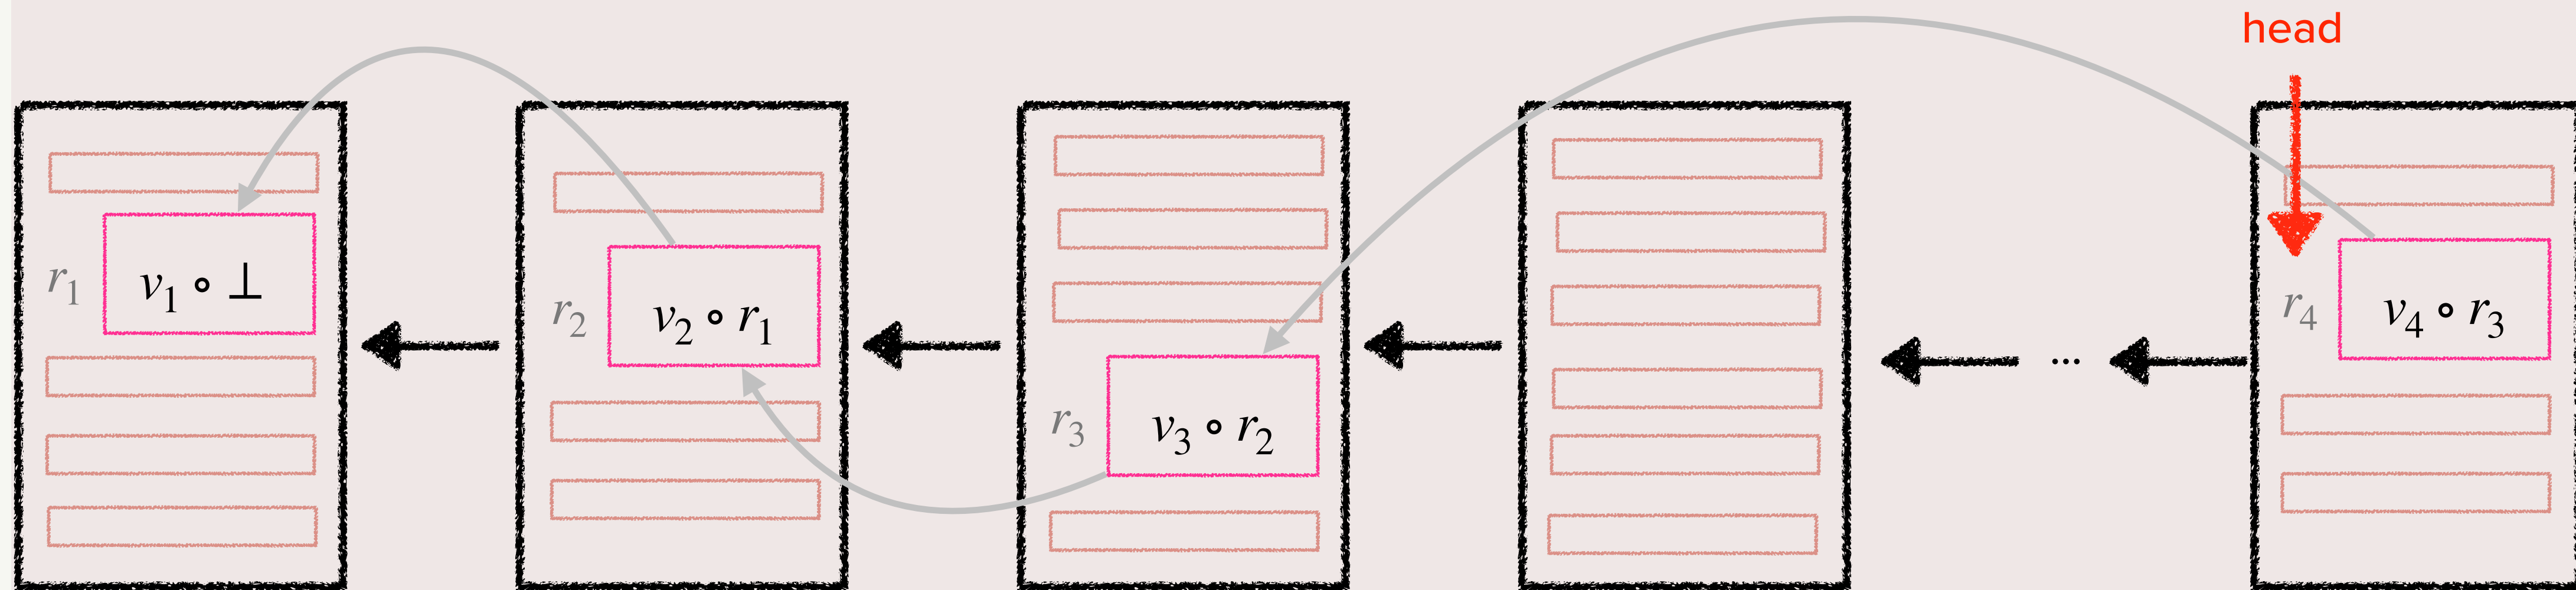 head
r₁ v₁ ∘ ⊥
r₂ v₂ ∘ r₁
r₃ v₃ ∘ r₂
...
r₄ v₄ ∘ r₃